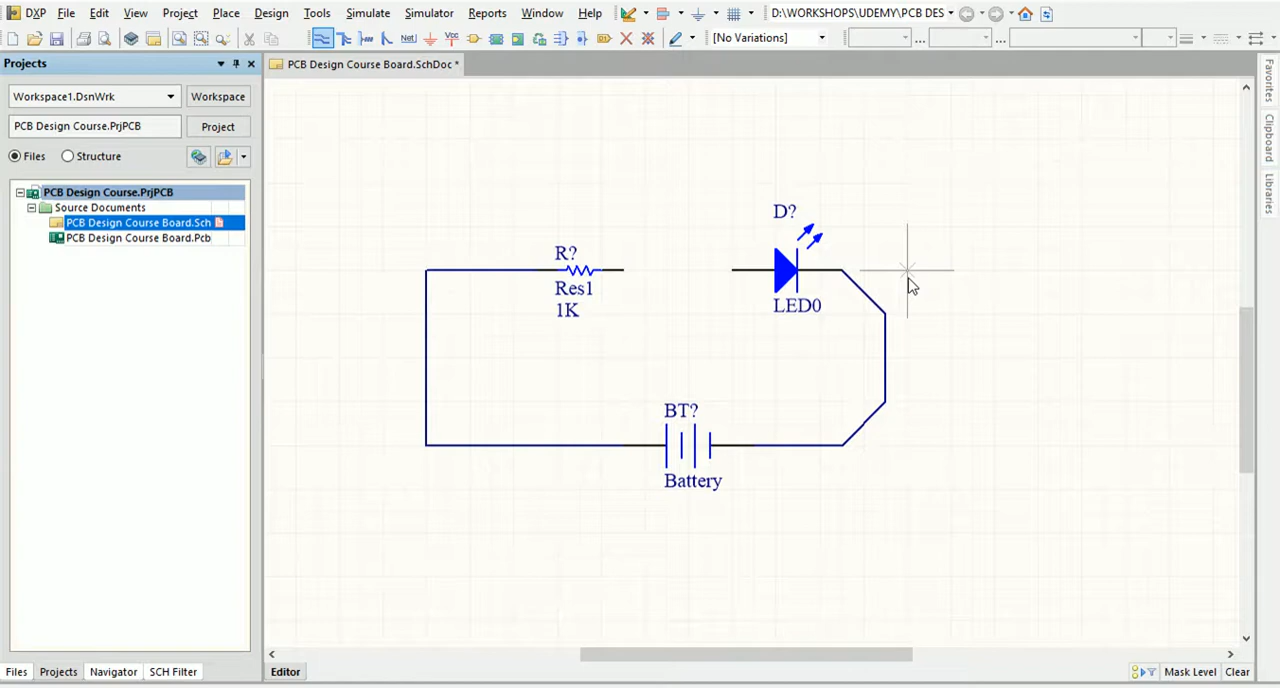 DXP File Edit View Project Place Design Tools Simulate Simulator Reports Window Help D:\WORKSHOPS\UDEMY\PCB DES
Net Vcc [No Variations] ... ...
Projects
PCB Design Course Board.SchDoc *
Workspace1.DsnWrk Workspace
PCB Design Course.PrjPCB Project
Files Structure
PCB Design Course.PrjPCB
Source Documents
PCB Design Course Board.Sch
PCB Design Course Board.Pcb
D?
R?
Res1
1K
LED0
BT?
Battery
Favorites
Clipboard
Libraries
Files Projects Navigator SCH Filter Editor Mask Level Clear